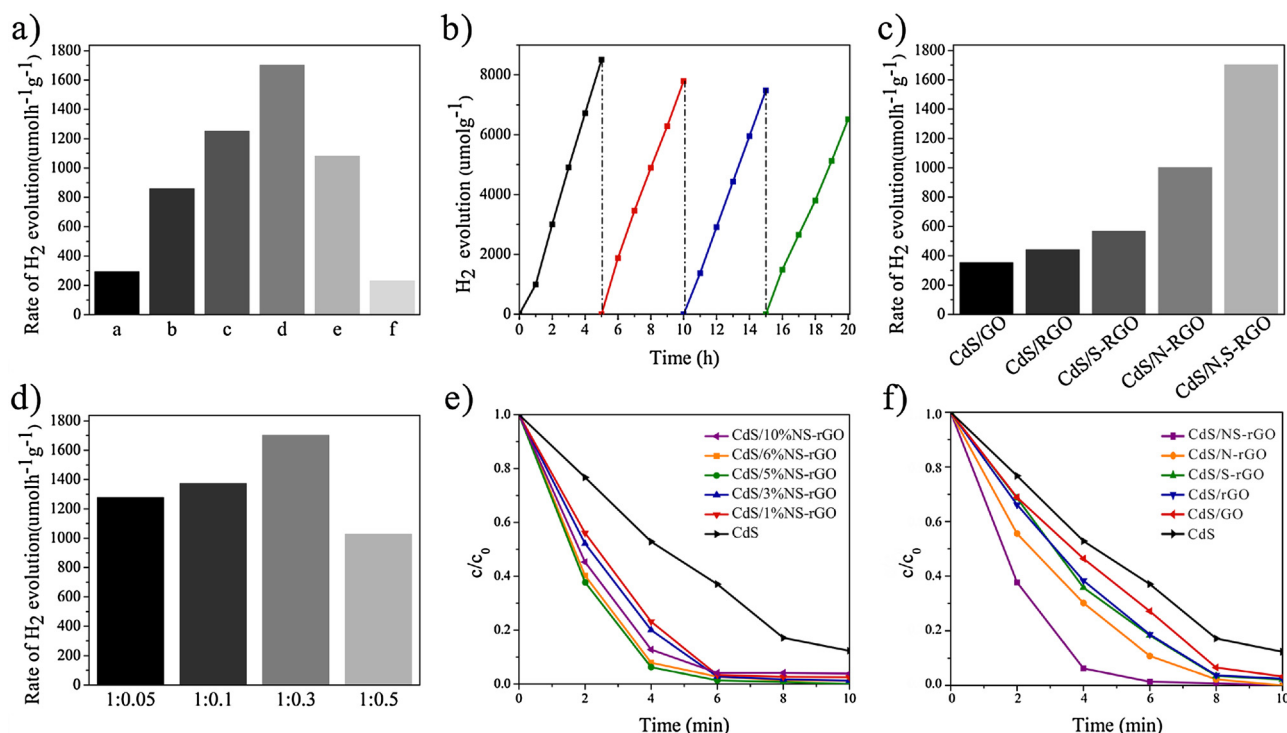 a)
Rate of H2 evolution(umolh-1g-1)
1800
1600
1400
1200
1000
800
600
400
200
0
a b c d e f
b)
H2 evolution (umolg-1)
8000
6000
4000
2000
0
0 2 4 6 8 10 12 14 16 18 20
Time (h)
c)
Rate of H2 evolution(umolh-1g-1)
1800
1600
1400
1200
1000
800
600
400
200
0
CdS/GO
CdS/RGO
CdS/S-RGO
CdS/N-RGO
CdS/N,S-RGO
d)
Rate of H2 evolution(umolh-1g-1)
1800
1600
1400
1200
1000
800
600
400
200
0
1:0.05 1:0.1 1:0.3 1:0.5
e)
c/c0
1.0
0.8
0.6
0.4
0.2
0.0
CdS/10%NS-rGO
CdS/6%NS-rGO
CdS/5%NS-rGO
CdS/3%NS-rGO
CdS/1%NS-rGO
CdS
2 4 6 8 10
Time (min)
f)
c/c0
1.0
0.8
0.6
0.4
0.2
0.0
CdS/NS-rGO
CdS/N-rGO
CdS/S-rGO
CdS/rGO
CdS/GO
CdS
2 4 6 8 10
Time (min)